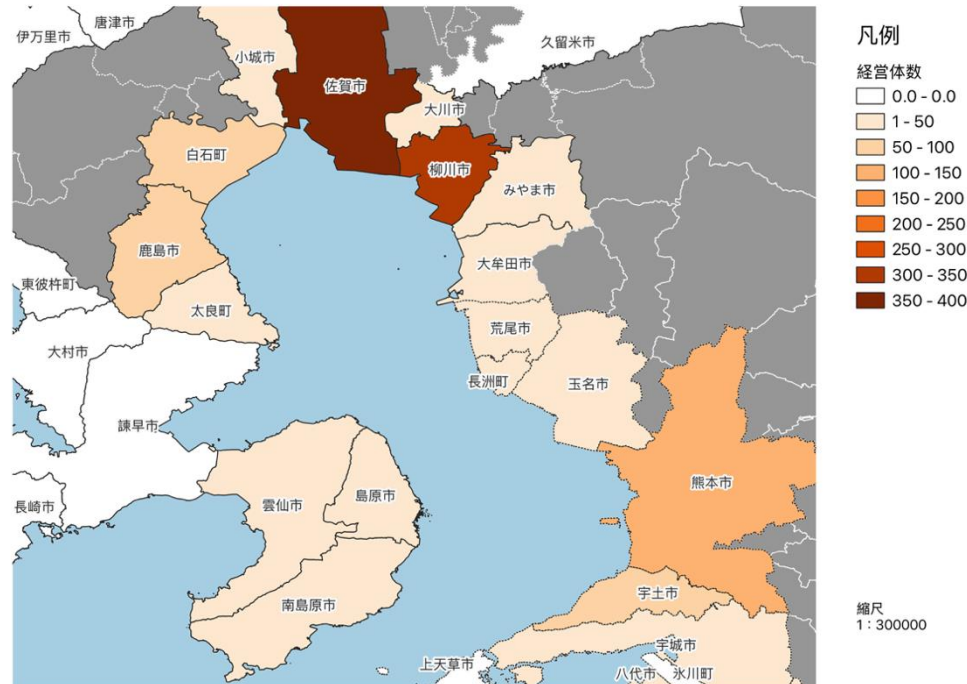 唐津市
伊万里市
小城市
久留米市
佐賀市
大川市
白石町
柳川市
みやま市
鹿島市
大牟田市
東彼杵町
太良町
荒尾市
大村市
長洲町
玉名市
諫早市
熊本市
長崎市
雲仙市
島原市
宇土市
南島原市
宇城市
上天草市
八代市
氷川町
凡例
経営体数
0.0 - 0.0
1 - 50
50 - 100
100 - 150
150 - 200
200 - 250
250 - 300
300 - 350
350 - 400
縮尺
1：300000